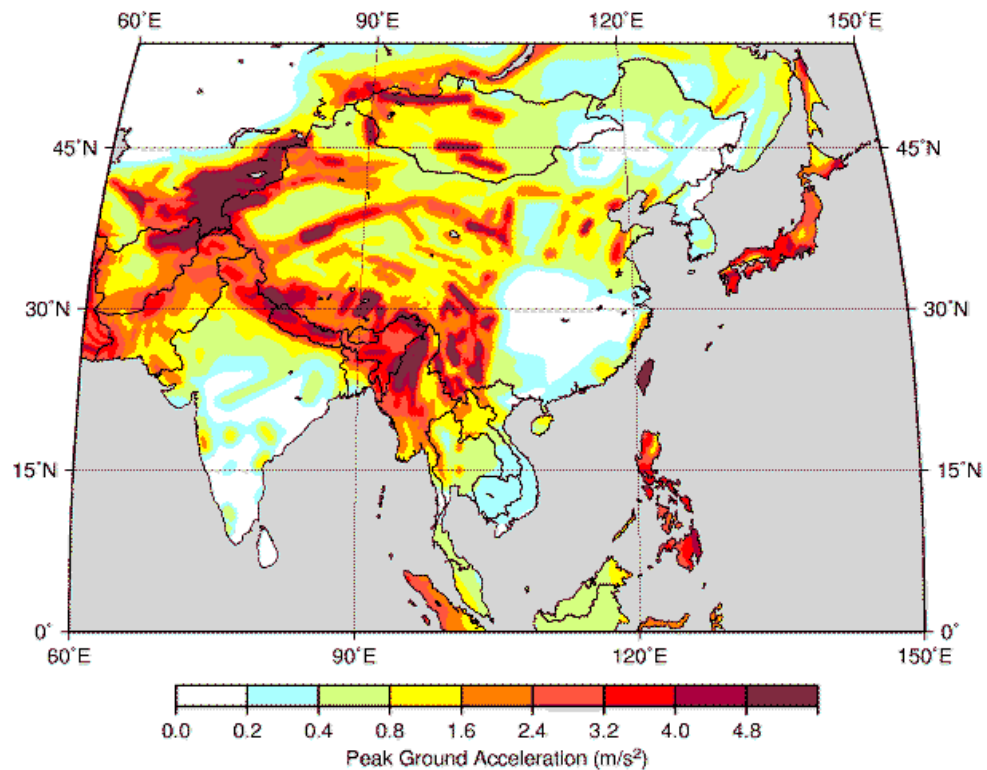 60˚E 90˚E 120˚E 150˚E
45˚N 45˚N
30˚N 30˚N
15˚N 15˚N
0˚ 0˚
60˚E 90˚E 120˚E 150˚E
0.0 0.2 0.4 0.8 1.6 2.4 3.2 4.0 4.8
Peak Ground Acceleration (m/s²)